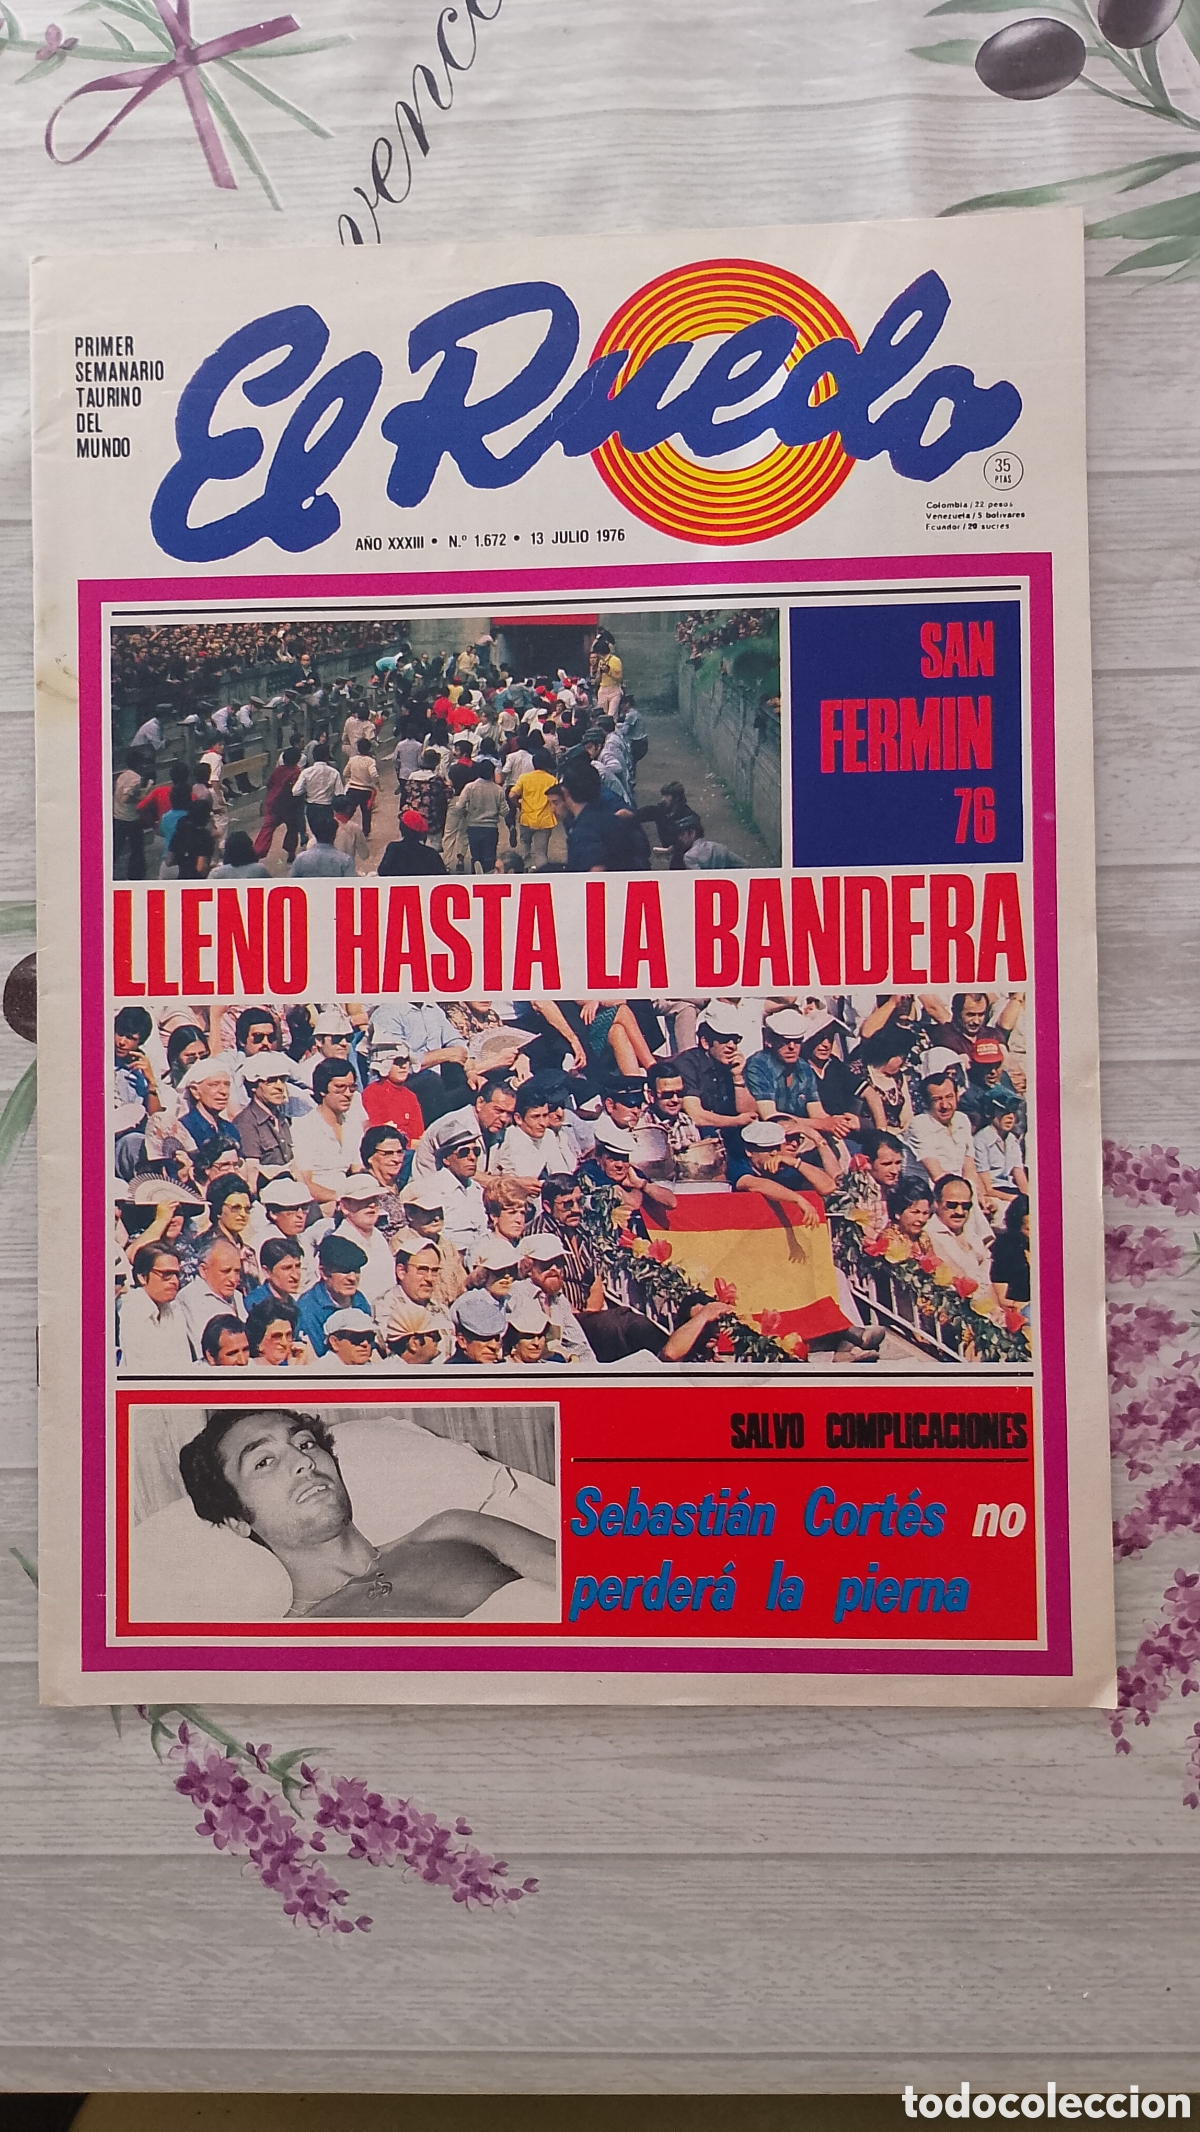 venc
PRIMER
SEMANARIO
TAURINO
DEL
MUNDO
El Ruedo
35
PTAS
Colombia / 22 pesos
Venezuela / 5 bolivares
Ecuador / 20 sucres
AÑO XXXIII • N.º 1.672 • 13 JULIO 1976
SAN
FERMIN
76
LLENO HASTA LA BANDERA
SALVO COMPLICACIONES
Sebastián Cortés no
perderá la pierna
todocoleccion